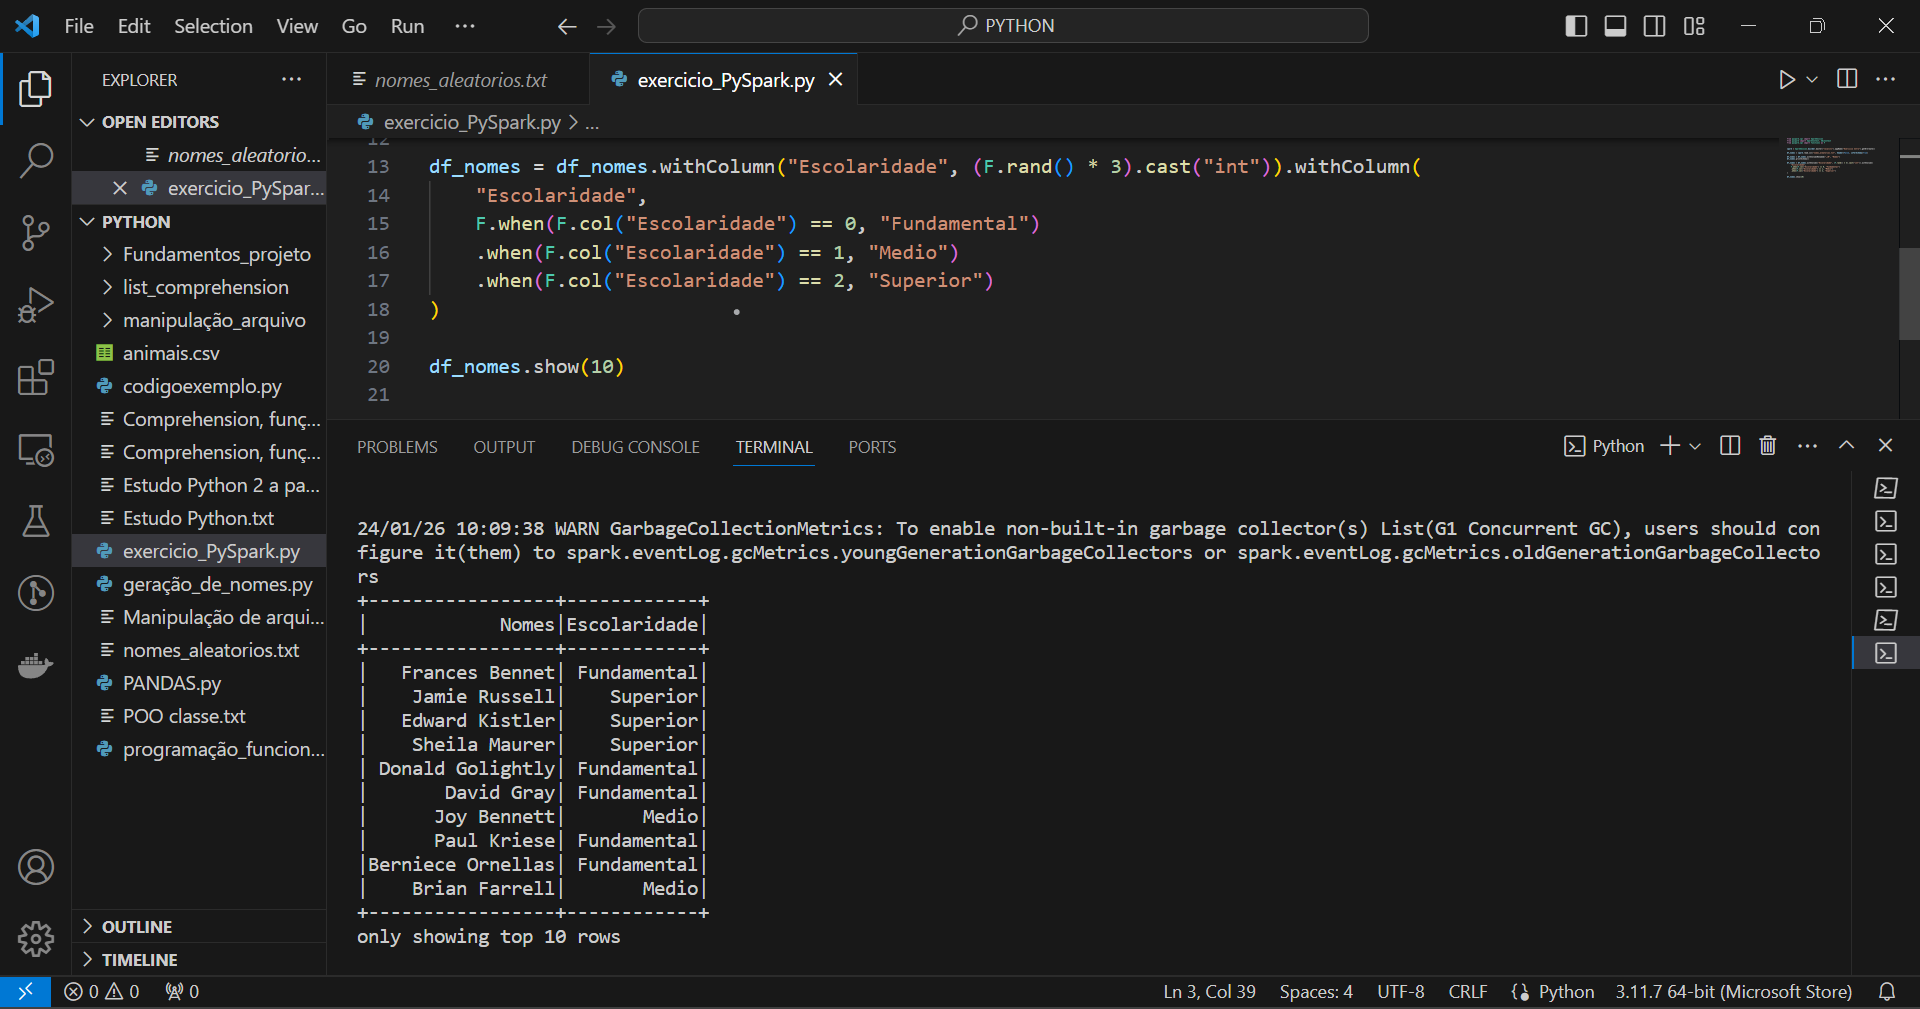 File Edit Selection View Go Run ··· PYTHON
EXPLORER ···
OPEN EDITORS
nomes_aleatorio...
exercicio_PySpar...
PYTHON
Fundamentos_projeto
list_comprehension
manipulação_arquivo
animais.csv
codigoexemplo.py
Comprehension, funç...
Comprehension, funç...
Estudo Python 2 a pa...
Estudo Python.txt
exercicio_PySpark.py
geração_de_nomes.py
Manipulação de arqui...
nomes_aleatorios.txt
PANDAS.py
POO classe.txt
programação_funcion...
OUTLINE
TIMELINE
nomes_aleatorios.txt exercicio_PySpark.py
exercicio_PySpark.py > ...
12
13 df_nomes = df_nomes.withColumn("Escolaridade", (F.rand() * 3).cast("int")).withColumn(
14 "Escolaridade",
15 F.when(F.col("Escolaridade") == 0, "Fundamental")
16 .when(F.col("Escolaridade") == 1, "Medio")
17 .when(F.col("Escolaridade") == 2, "Superior")
18 )
19
20 df_nomes.show(10)
21
PROBLEMS OUTPUT DEBUG CONSOLE TERMINAL PORTS Python
24/01/26 10:09:38 WARN GarbageCollectionMetrics: To enable non-built-in garbage collector(s) List(G1 Concurrent GC), users should con
figure it(them) to spark.eventLog.gcMetrics.youngGenerationGarbageCollectors or spark.eventLog.gcMetrics.oldGenerationGarbageCollecto
rs
+-----------------+------------+
|            Nomes|Escolaridade|
+-----------------+------------+
|   Frances Bennet| Fundamental|
|    Jamie Russell|    Superior|
|   Edward Kistler|    Superior|
|    Sheila Maurer|    Superior|
| Donald Golightly| Fundamental|
|       David Gray| Fundamental|
|      Joy Bennett|       Medio|
|      Paul Kriese| Fundamental|
|Berniece Ornellas| Fundamental|
|    Brian Farrell|       Medio|
+-----------------+------------+
only showing top 10 rows
0 0 0 Ln 3, Col 39 Spaces: 4 UTF-8 CRLF Python 3.11.7 64-bit (Microsoft Store)